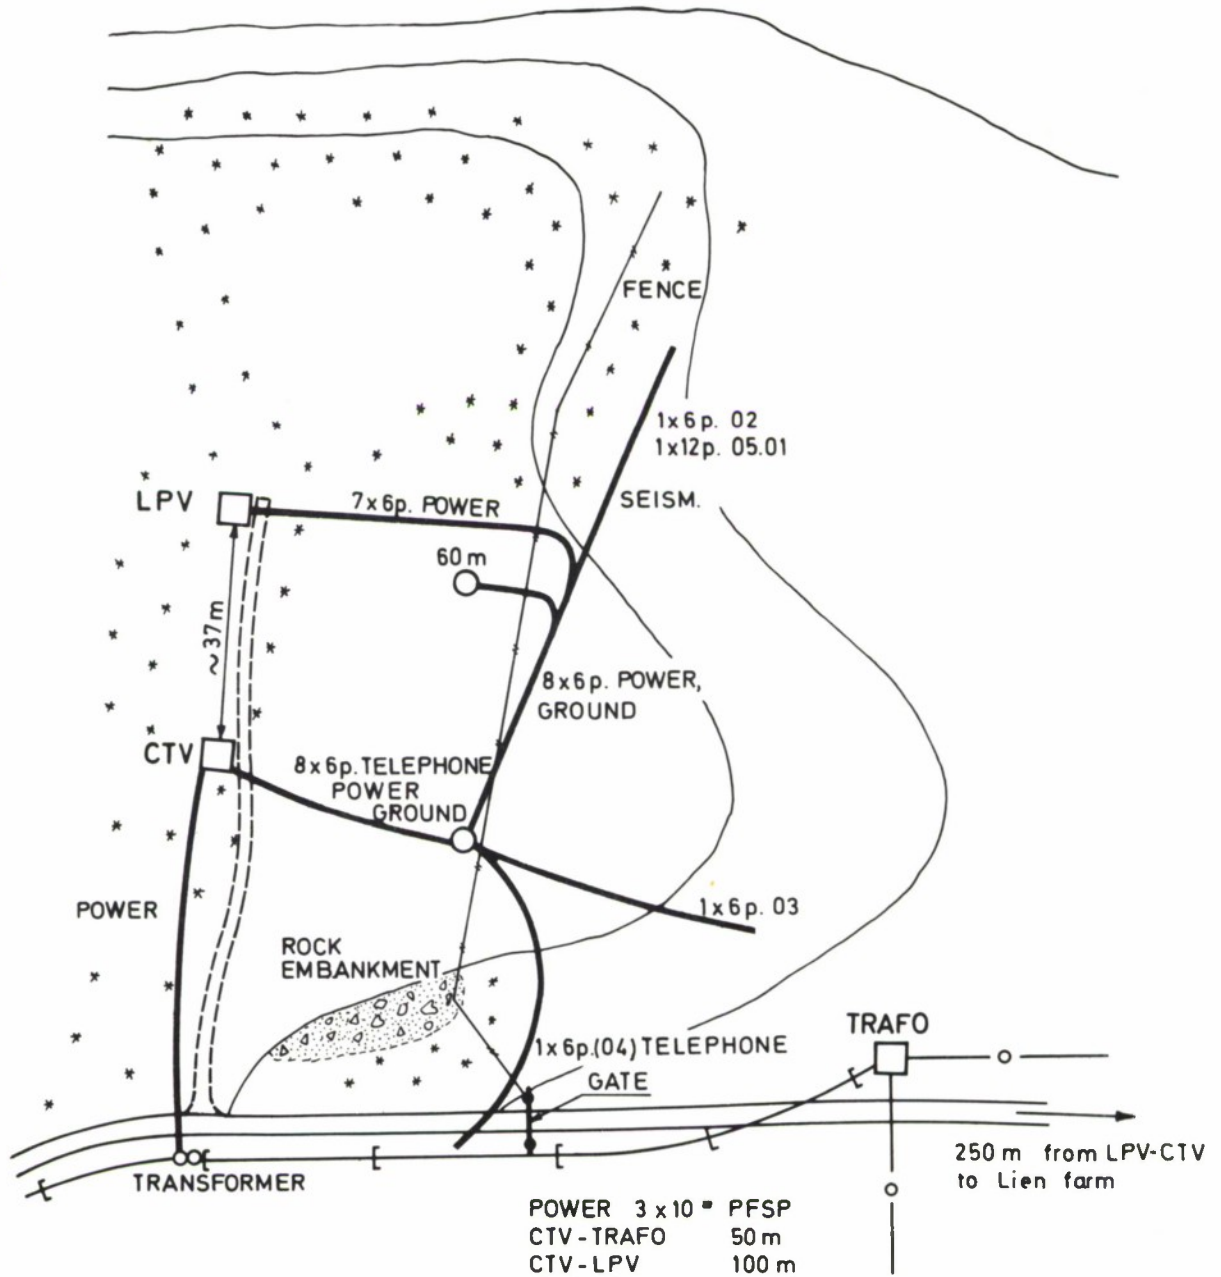 FENCE
1x6p. 02
1x12p. 05.01
LPV
7x6p. POWER
SEISM.
60 m
~37m
8x6p. POWER,
GROUND
CTV
8x6p. TELEPHONE
POWER
GROUND
POWER
1x6p. 03
ROCK
EMBANKMENT
TRAFO
1x6p.(04) TELEPHONE
GATE
250 m from LPV-CTV
to Lien farm
TRANSFORMER
POWER 3 x 10 " PFSP
CTV - TRAFO 50 m
CTV - LPV 100 m